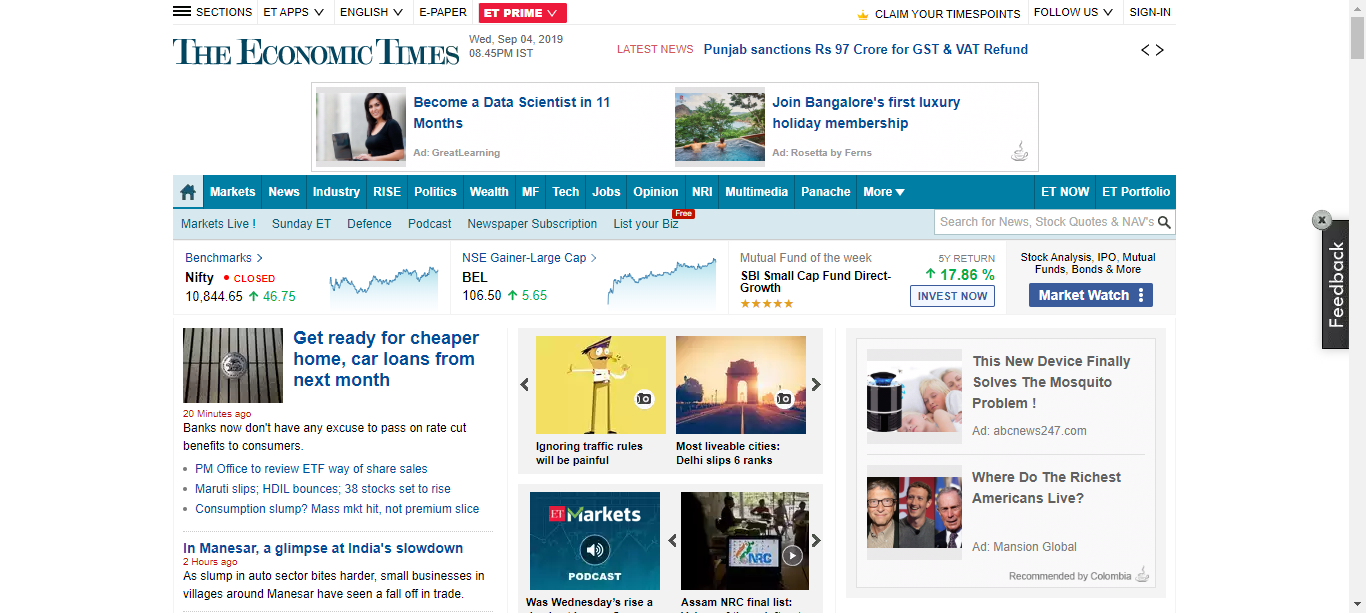 SECTIONS ET APPS ENGLISH E-PAPER ET PRIME CLAIM YOUR TIMESPOINTS FOLLOW US SIGN-IN
THE ECONOMIC TIMES
Wed, Sep 04, 2019
08.45PM IST
LATEST NEWS Punjab sanctions Rs 97 Crore for GST & VAT Refund
Become a Data Scientist in 11
Months
Ad: GreatLearning
Join Bangalore's first luxury
holiday membership
Ad: Rosetta by Ferns
Markets News Industry RISE Politics Wealth MF Tech Jobs Opinion NRI Multimedia Panache More ET NOW ET Portfolio
Markets Live ! Sunday ET Defence Podcast Newspaper Subscription List your Biz Free
Search for News, Stock Quotes & NAV's
Benchmarks
Nifty CLOSED
10,844.65 46.75
NSE Gainer-Large Cap
BEL
106.50 5.65
Mutual Fund of the week
SBI Small Cap Fund Direct-
Growth
5Y RETURN
17.86 %
INVEST NOW
Stock Analysis, IPO, Mutual
Funds, Bonds & More
Market Watch
x
Feedback
Get ready for cheaper
home, car loans from
next month
20 Minutes ago
Banks now don't have any excuse to pass on rate cut
benefits to consumers.
PM Office to review ETF way of share sales
Maruti slips; HDIL bounces; 38 stocks set to rise
Consumption slump? Mass mkt hit, not premium slice
In Manesar, a glimpse at India's slowdown
2 Hours ago
As slump in auto sector bites harder, small businesses in
villages around Manesar have seen a fall off in trade.
Ignoring traffic rules
will be painful
Most liveable cities:
Delhi slips 6 ranks
ET Markets
PODCAST
Was Wednesday's rise a
NRC
Assam NRC final list:
This New Device Finally
Solves The Mosquito
Problem !
Ad: abcnews247.com
Where Do The Richest
Americans Live?
Ad: Mansion Global
Recommended by Colombia